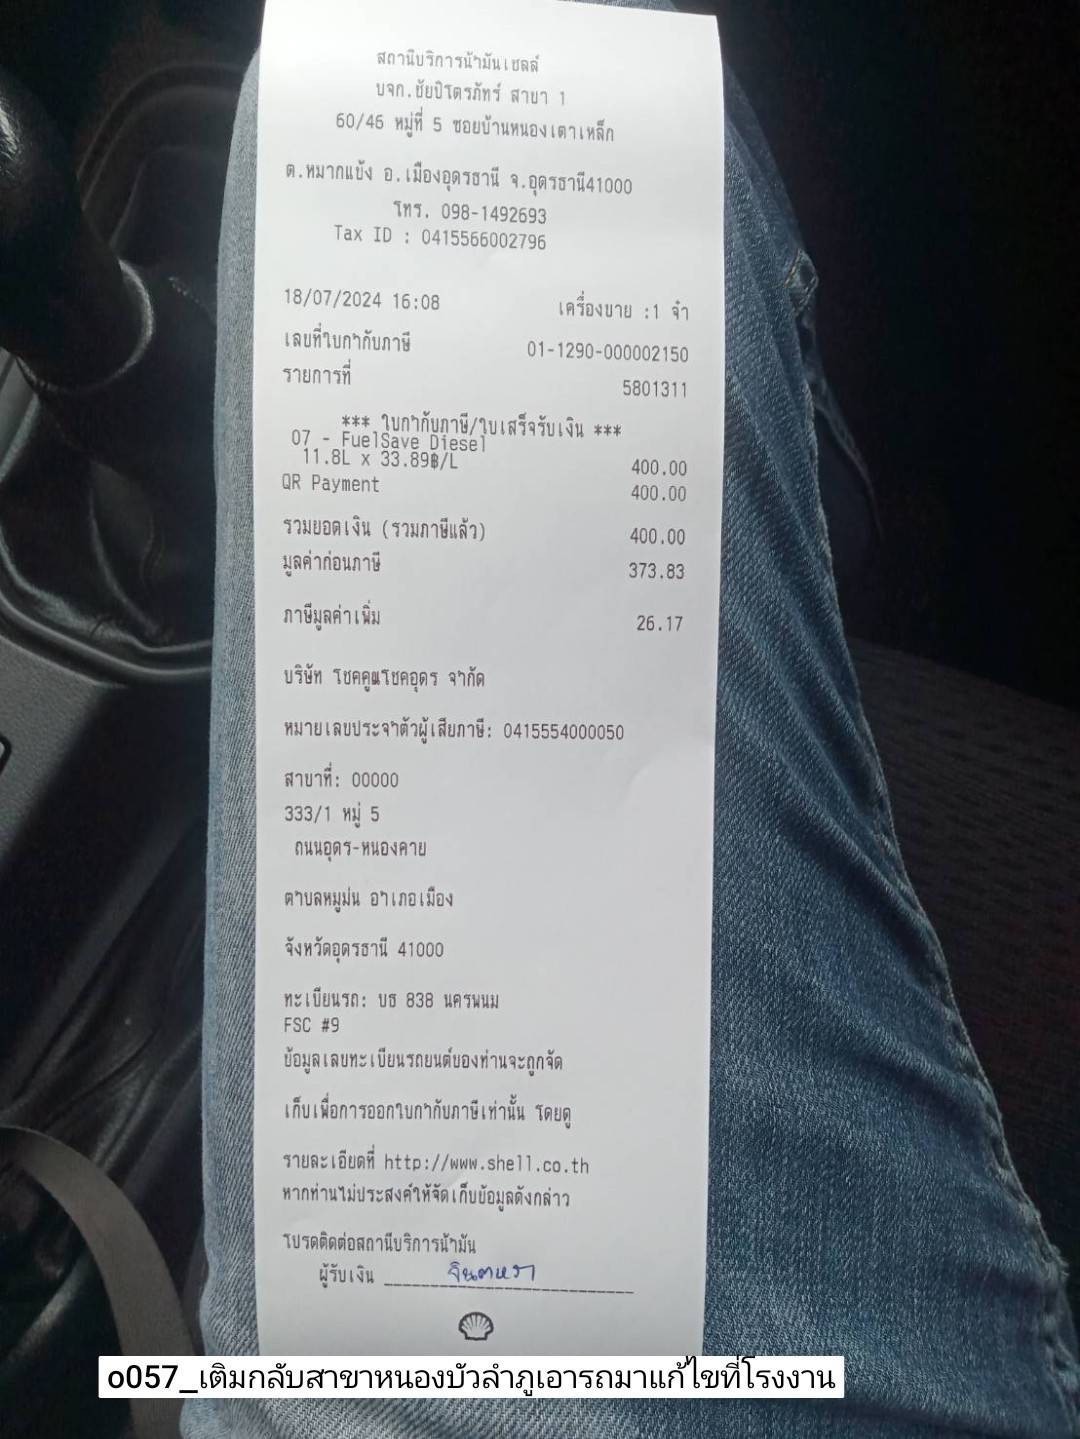 สถานีบริการน้ำมันเชลล์
บจก.ชัยปิโตรภัทร์ สาขา 1
60/46 หมู่ที่ 5 ซอยบ้านหนองเตาเหล็ก
ต.หมากแข้ง อ.เมืองอุดรธานี จ.อุดรธานี41000
โทร. 098-1492693
Tax ID : 0415566002796
18/07/2024 16:08 เครื่องขาย :1 จำ
เลขที่ใบกำกับภาษี 01-1290-000002150
รายการที่ 5801311
*** ใบกำกับภาษี/ใบเสร็จรับเงิน ***
07 - FuelSave Diesel
11.8L x 33.89฿/L 400.00
QR Payment 400.00
รวมยอดเงิน (รวมภาษีแล้ว) 400.00
มูลค่าก่อนภาษี 373.83
ภาษีมูลค่าเพิ่ม 26.17
บริษัท โชคคูณโชคอุดร จำกัด
หมายเลขประจำตัวผู้เสียภาษี: 0415554000050
สาขาที่: 00000
333/1 หมู่ 5
ถนนอุดร-หนองคาย
ตำบลหมูม่น อำเภอเมือง
จังหวัดอุดรธานี 41000
ทะเบียนรถ: บธ 838 นครพนม
FSC #9
ข้อมูลเลขทะเบียนรถยนต์ของท่านจะถูกจัด
เก็บเพื่อการออกใบกำกับภาษีเท่านั้น โดยดู
รายละเอียดที่ http://www.shell.co.th
หากท่านไม่ประสงค์ให้จัดเก็บข้อมูลดังกล่าว
โปรดติดต่อสถานีบริการน้ำมัน
ผู้รับเงิน จินตหรา
o057_เติมกลับสาขาหนองบัวลำภูเอารถมาแก้ไขที่โรงงาน